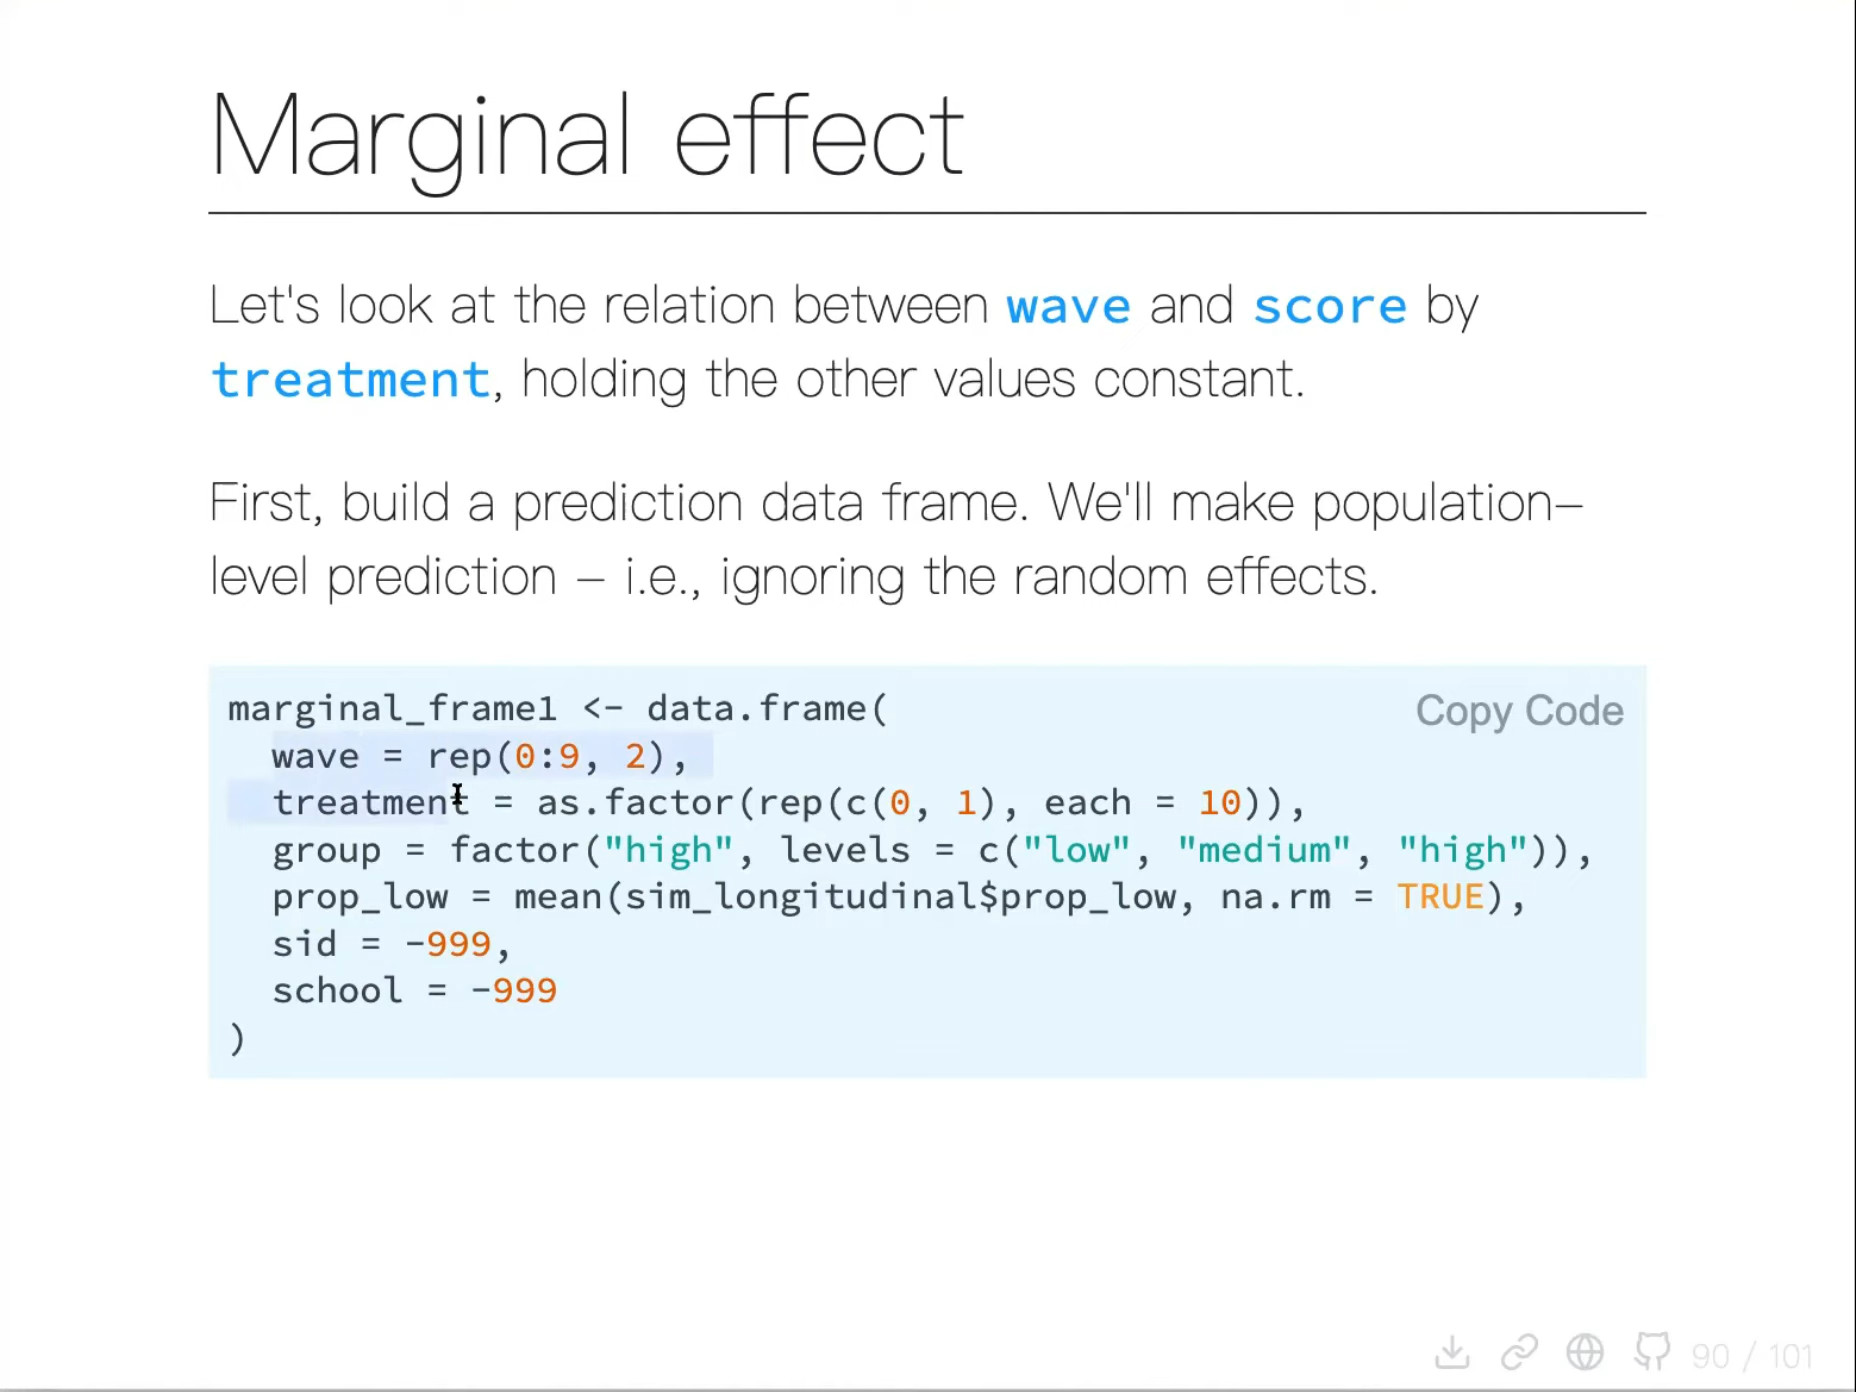 Marginal effect
Let's look at the relation between wave and score by
treatment, holding the other values constant.
First, build a prediction data frame. We'll make population–
level prediction – i.e., ignoring the random effects.
Copy Code
marginal_frame1 <- data.frame(
  wave = rep(0:9, 2),
  treatment = as.factor(rep(c(0, 1), each = 10)),
  group = factor("high", levels = c("low", "medium", "high")),
  prop_low = mean(sim_longitudinal$prop_low, na.rm = TRUE),
  sid = -999,
  school = -999
)
90 / 101